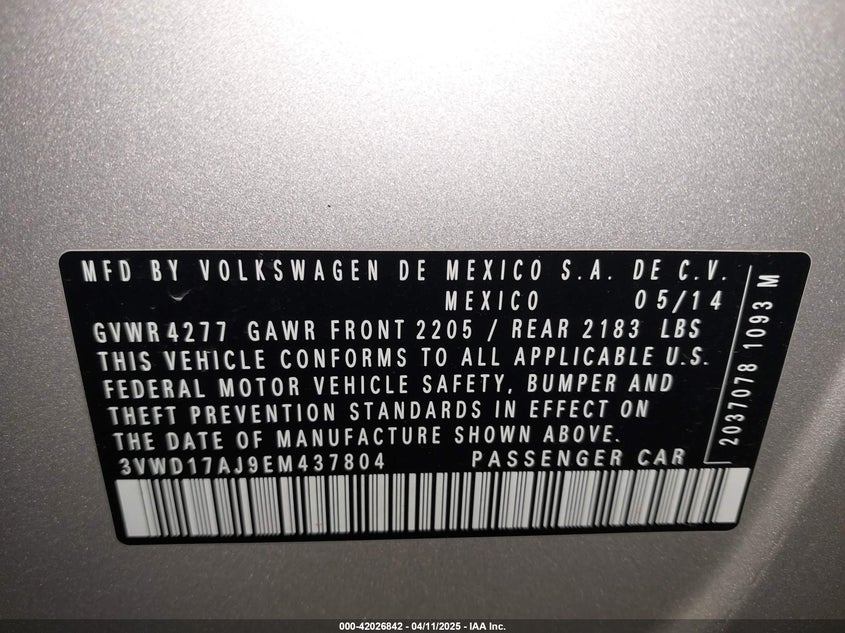 MFD BY VOLKSWAGEN DE MEXICO S.A. DE C.V.
MEXICO 05/14
GVWR 4277 GAWR FRONT 2205 / REAR 2183 LBS
THIS VEHICLE CONFORMS TO ALL APPLICABLE U.S.
FEDERAL MOTOR VEHICLE SAFETY, BUMPER AND
THEFT PREVENTION STANDARDS IN EFFECT ON
THE DATE OF MANUFACTURE SHOWN ABOVE.
3VWD17AJ9EM437804 PASSENGER CAR
2037078 1093 M
000-42026842 - 04/11/2025 - IAA Inc.